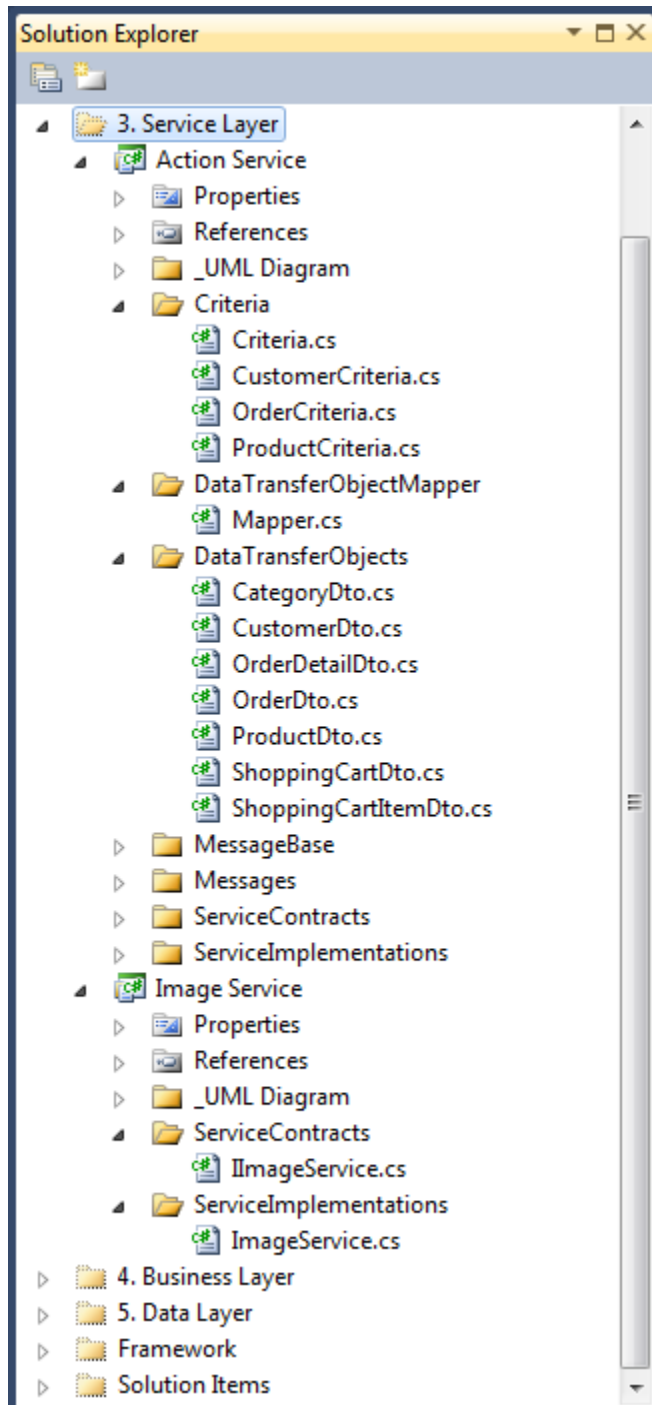 Solution Explorer
3. Service Layer
Action Service
Properties
References
_UML Diagram
Criteria
Criteria.cs
CustomerCriteria.cs
OrderCriteria.cs
ProductCriteria.cs
DataTransferObjectMapper
Mapper.cs
DataTransferObjects
CategoryDto.cs
CustomerDto.cs
OrderDetailDto.cs
OrderDto.cs
ProductDto.cs
ShoppingCartDto.cs
ShoppingCartItemDto.cs
MessageBase
Messages
ServiceContracts
ServiceImplementations
Image Service
Properties
References
_UML Diagram
ServiceContracts
IImageService.cs
ServiceImplementations
ImageService.cs
4. Business Layer
5. Data Layer
Framework
Solution Items